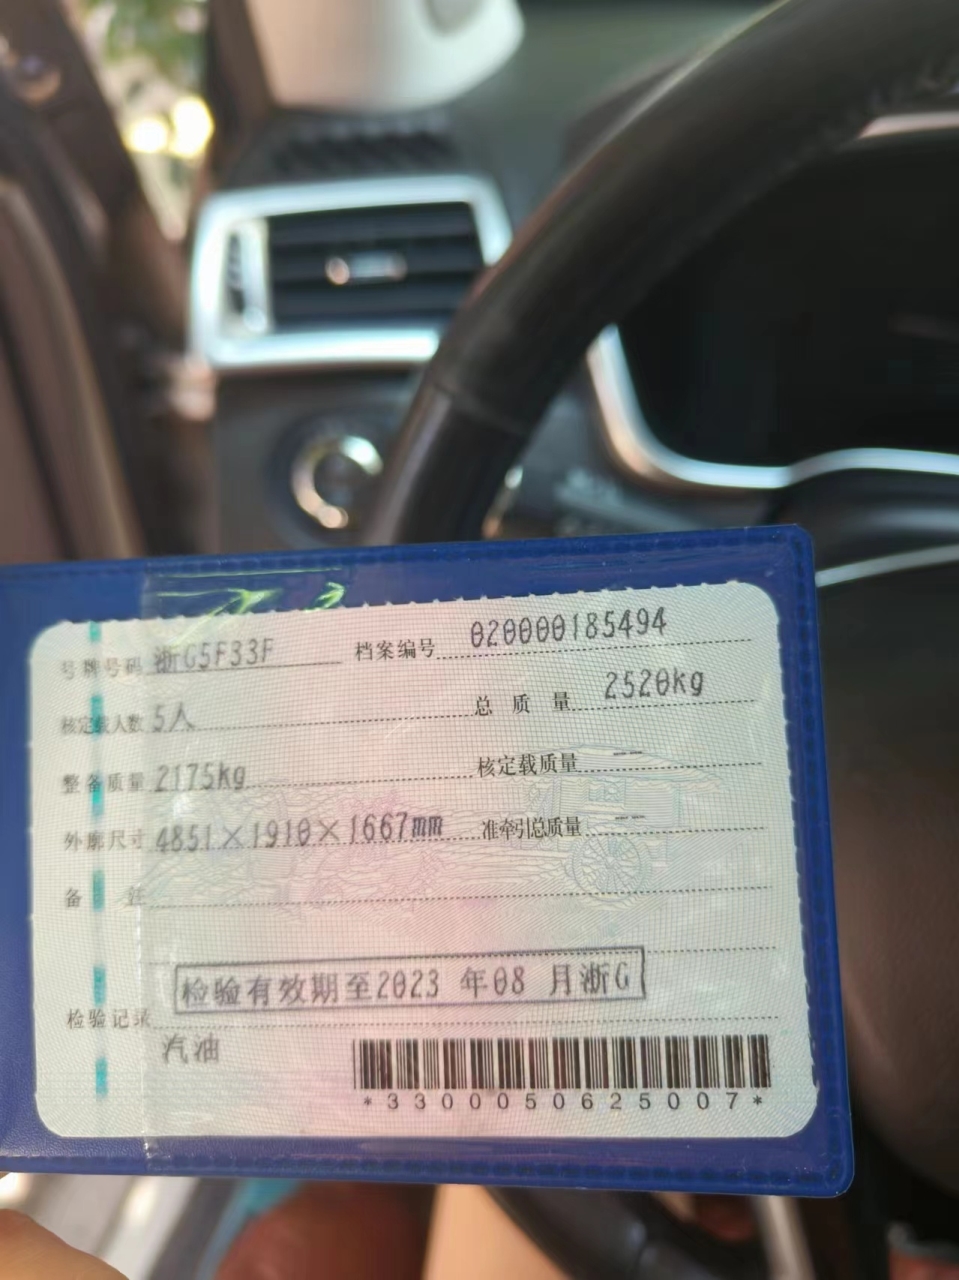 号牌号码 浙G5F33F 档案编号 020000185494
核定载人数 5人 总质量 2520kg
整备质量 2175kg 核定载质量 --
外廓尺寸 4851×1910×1667mm 准牵引总质量 --
备注
检验有效期至2023年08月浙G
检验记录
汽油
*3300050625007*